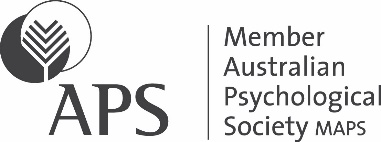 APS
Member
Australian
Psychological
Society MAPS